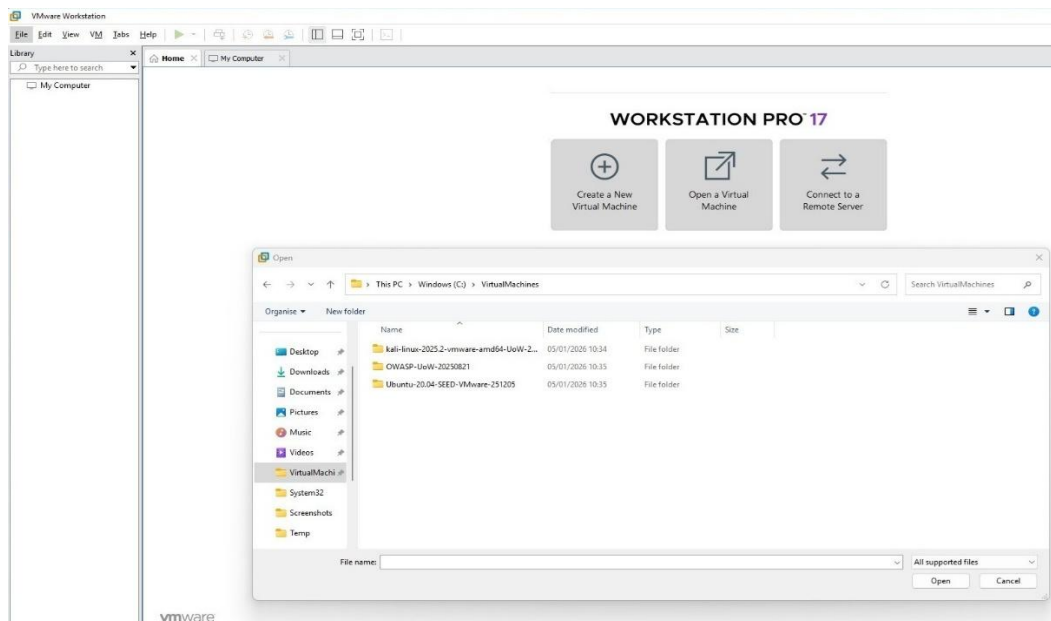 VMware Workstation
File Edit View VM Tabs Help
Library
Type here to search
My Computer
Home
My Computer
WORKSTATION PRO™ 17
Create a New
Virtual Machine
Open a Virtual
Machine
Connect to a
Remote Server
Open
This PC > Windows (C:) > VirtualMachines
Search VirtualMachines
Organise New folder
Name Date modified Type Size
kali-linux-2025.2-vmware-amd64-UoW-2... 05/01/2026 10:34 File folder
OWASP-UoW-20250821 05/01/2026 10:35 File folder
Ubuntu-20.04-SEED-VMware-251205 05/01/2026 10:35 File folder
Desktop
Downloads
Documents
Pictures
Music
Videos
VirtualMachi
System32
Screenshots
Temp
File name:
All supported files
Open Cancel
vmware